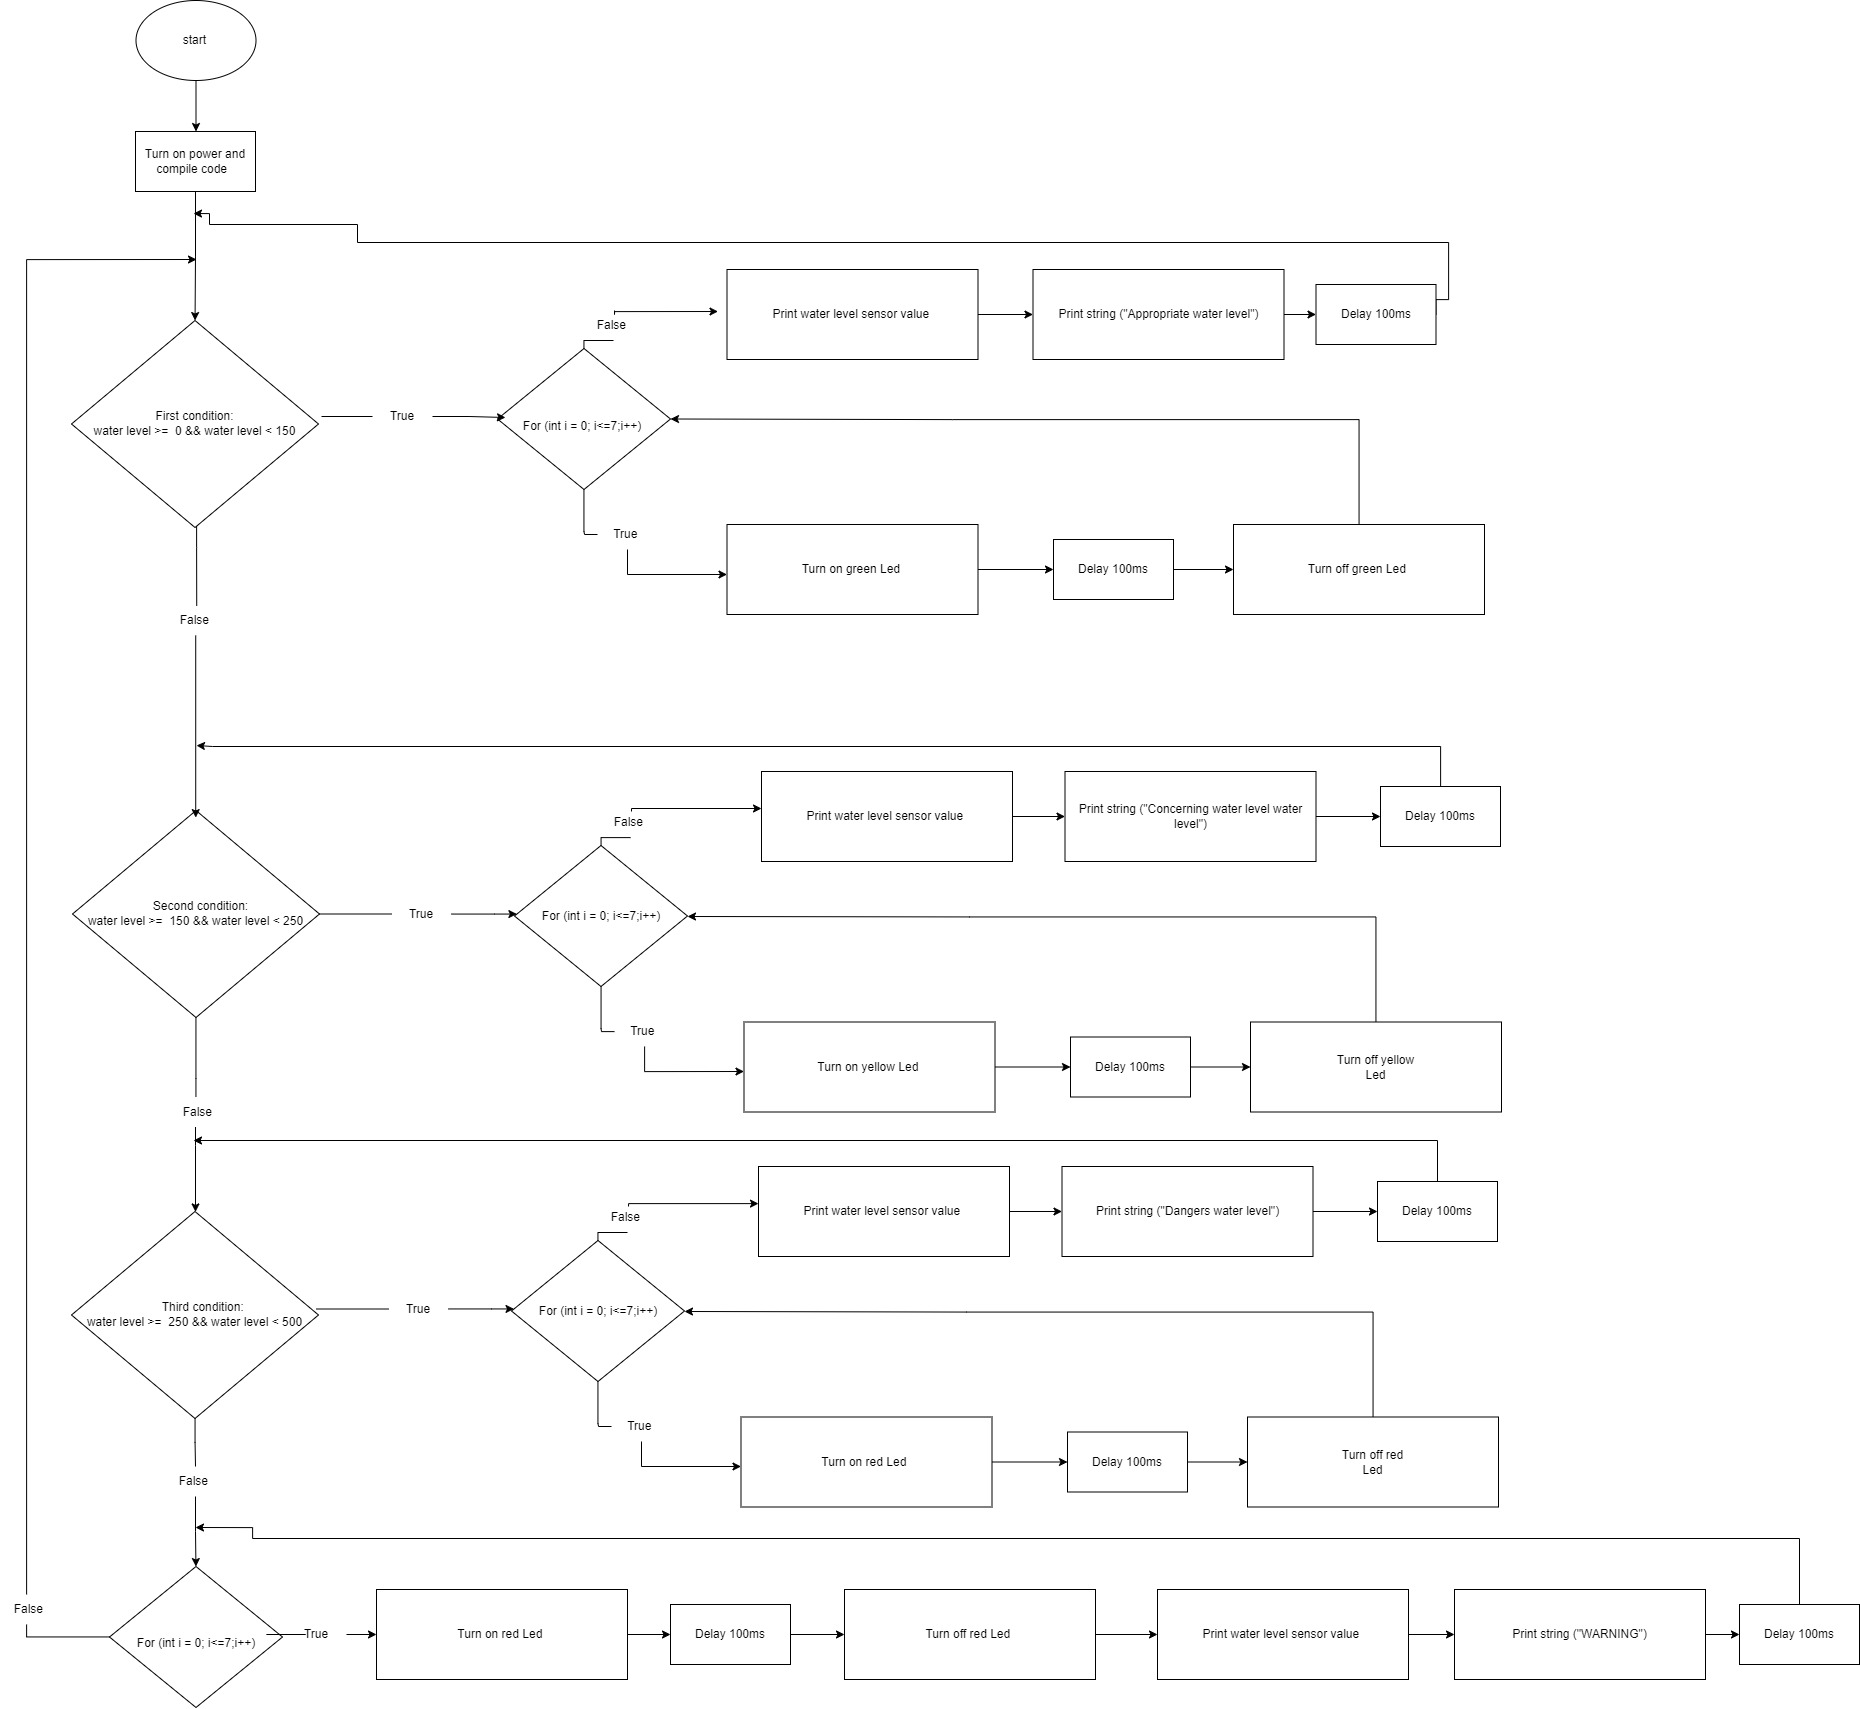 start
Turn on power and
compile code
False
Print water level sensor value
Print string ("Appropriate water level")
Delay 100ms
First condition:
water level >=  0 && water level < 150
True
For (int i = 0; i<=7;i++)
True
Turn on green Led
Delay 100ms
Turn off green Led
False
False
Print water level sensor value
Print string ("Concerning water level water
level")
Delay 100ms
Second condition:
water level >=  150 && water level < 250
True
For (int i = 0; i<=7;i++)
True
Turn on yellow Led
Delay 100ms
Turn off yellow
Led
False
False
Print water level sensor value
Print string ("Dangers water level")
Delay 100ms
Third condition:
water level >=  250 && water level < 500
True
For (int i = 0; i<=7;i++)
True
Turn on red Led
Delay 100ms
Turn off red
Led
False
False
For (int i = 0; i<=7;i++)
True
Turn on red Led
Delay 100ms
Turn off red Led
Print water level sensor value
Print string ("WARNING")
Delay 100ms